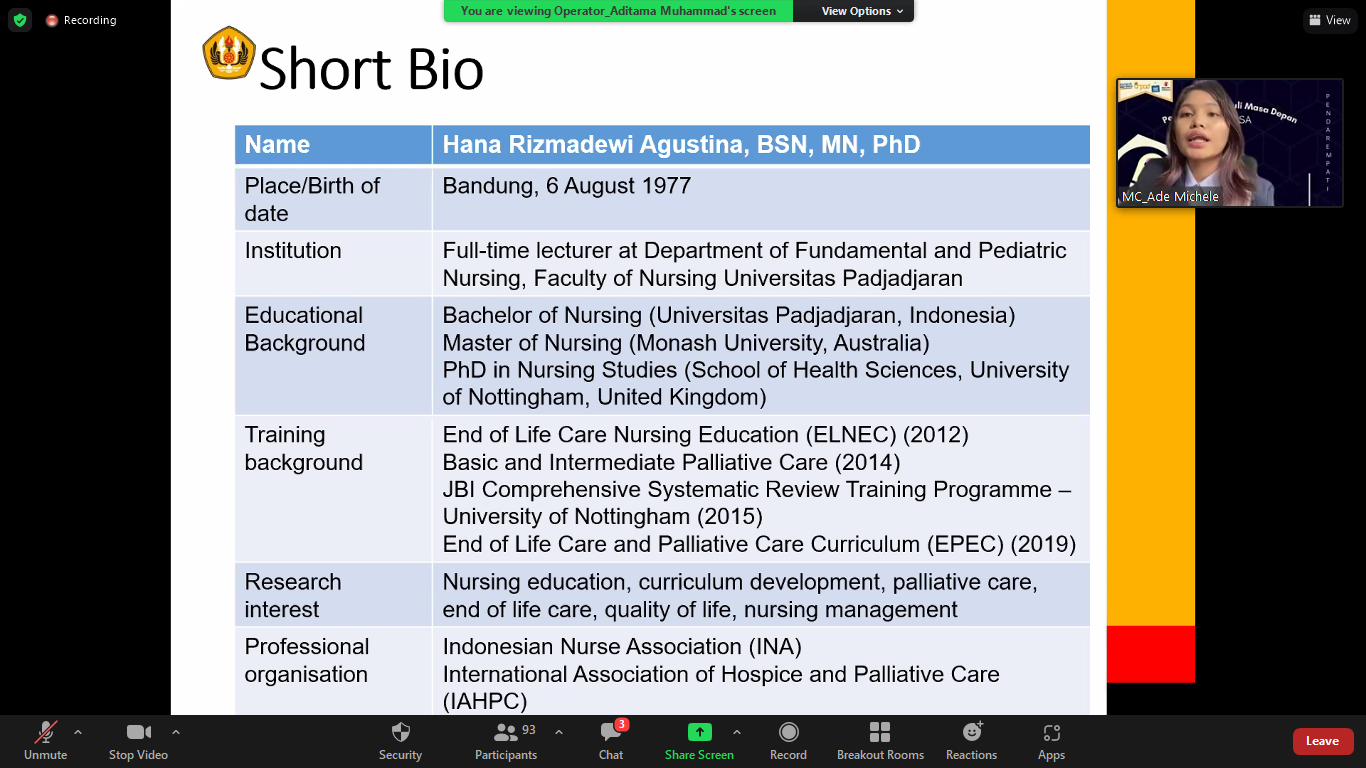 Recording
You are viewing Operator_Aditama Muhammad's screen
View Options
View
Short Bio
Name
Hana Rizmadewi Agustina, BSN, MN, PhD
Place/Birth of
date
Bandung, 6 August 1977
Institution
Full-time lecturer at Department of Fundamental and Pediatric
Nursing, Faculty of Nursing Universitas Padjadjaran
Educational
Background
Bachelor of Nursing (Universitas Padjadjaran, Indonesia)
Master of Nursing (Monash University, Australia)
PhD in Nursing Studies (School of Health Sciences, University
of Nottingham, United Kingdom)
Training
background
End of Life Care Nursing Education (ELNEC) (2012)
Basic and Intermediate Palliative Care (2014)
JBI Comprehensive Systematic Review Training Programme –
University of Nottingham (2015)
End of Life Care and Palliative Care Curriculum (EPEC) (2019)
Research
interest
Nursing education, curriculum development, palliative care,
end of life care, quality of life, nursing management
Professional
organisation
Indonesian Nurse Association (INA)
International Association of Hospice and Palliative Care
(IAHPC)
Masa Depan
PENDAREMPATI
MC_Ade Michele
Unmute
Stop Video
Security
93
Participants
3
Chat
Share Screen
Record
Breakout Rooms
Reactions
Apps
Leave